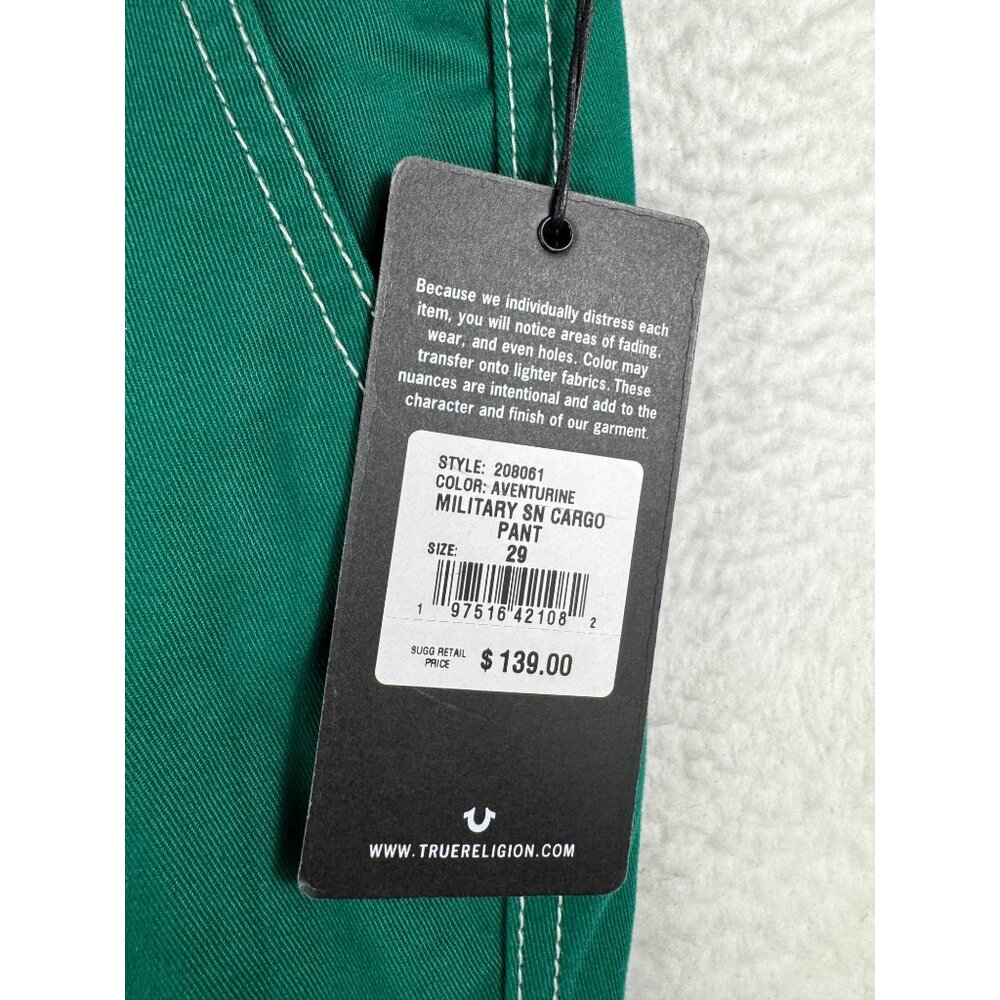 Because we individually distress each
item, you will notice areas of fading,
wear, and even holes. Color may
transfer onto lighter fabrics. These
nuances are intentional and add to the
character and finish of our garment.
STYLE: 208061
COLOR: AVENTURINE
MILITARY SN CARGO
PANT
SIZE: 29
1 97516 42108 2
SUGG RETAIL
PRICE $139.00
WWW.TRUERELIGION.COM